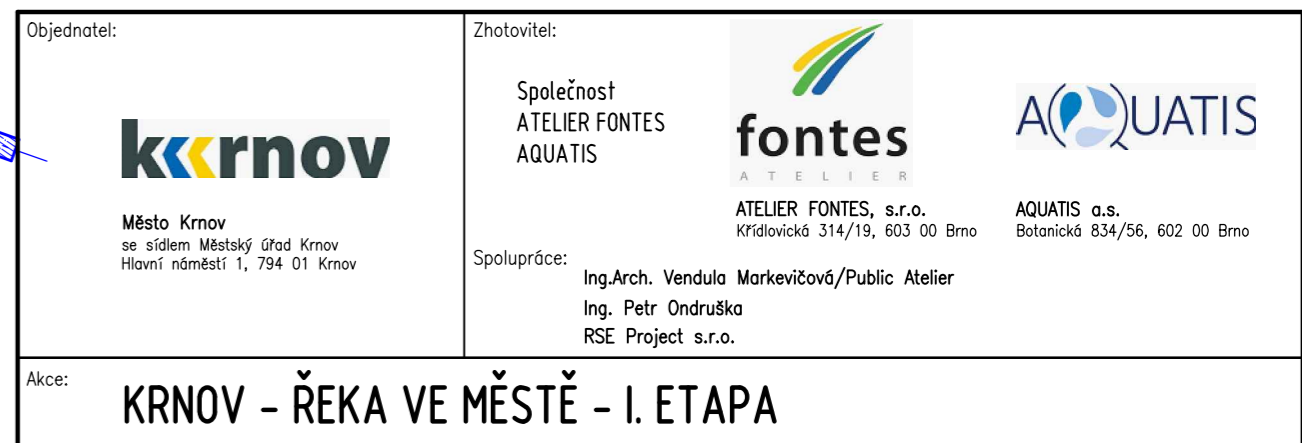 Objednatel:
krnov
Město Krnov
se sídlem Městský úřad Krnov
Hlavní náměstí 1, 794 01 Krnov
Zhotovitel:
Společnost
ATELIER FONTES
AQUATIS
fontes
ATELIER
ATELIER FONTES, s.r.o.
Křídlovická 314/19, 603 00 Brno
AQUATIS
AQUATIS a.s.
Botanická 834/56, 602 00 Brno
Spolupráce:
Ing.Arch. Vendula Markevičová/Public Atelier
Ing. Petr Ondruška
RSE Project s.r.o.
Akce:
KRNOV - ŘEKA VE MĚSTĚ - I. ETAPA